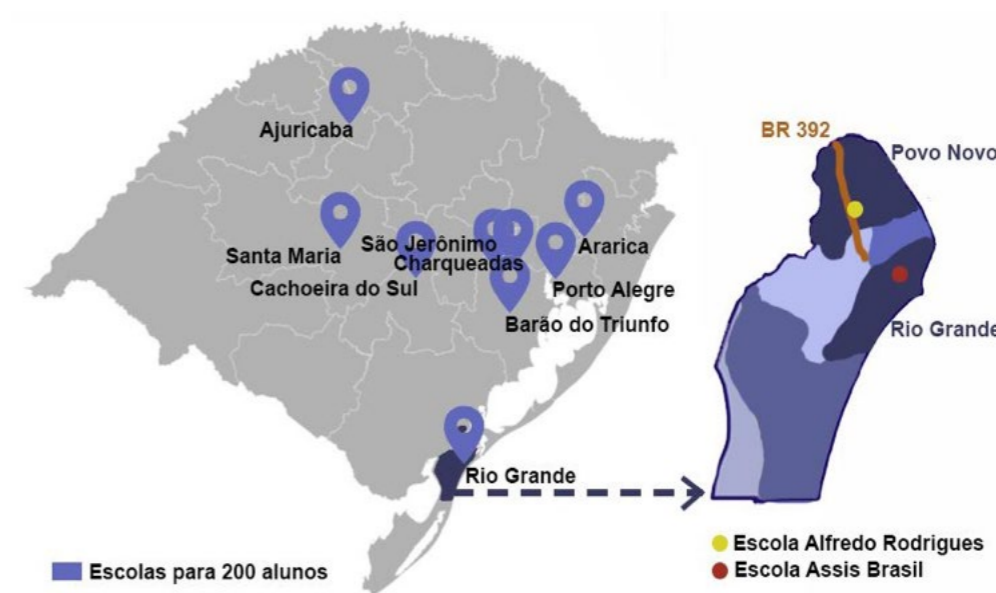 Ajuricaba
Santa Maria
São Jerônimo
Charqueadas
Cachoeira do Sul
Ararica
Porto Alegre
Barão do Triunfo
Rio Grande
Escolas para 200 alunos
BR 392
Povo Novo
Rio Grande
Escola Alfredo Rodrigues
Escola Assis Brasil